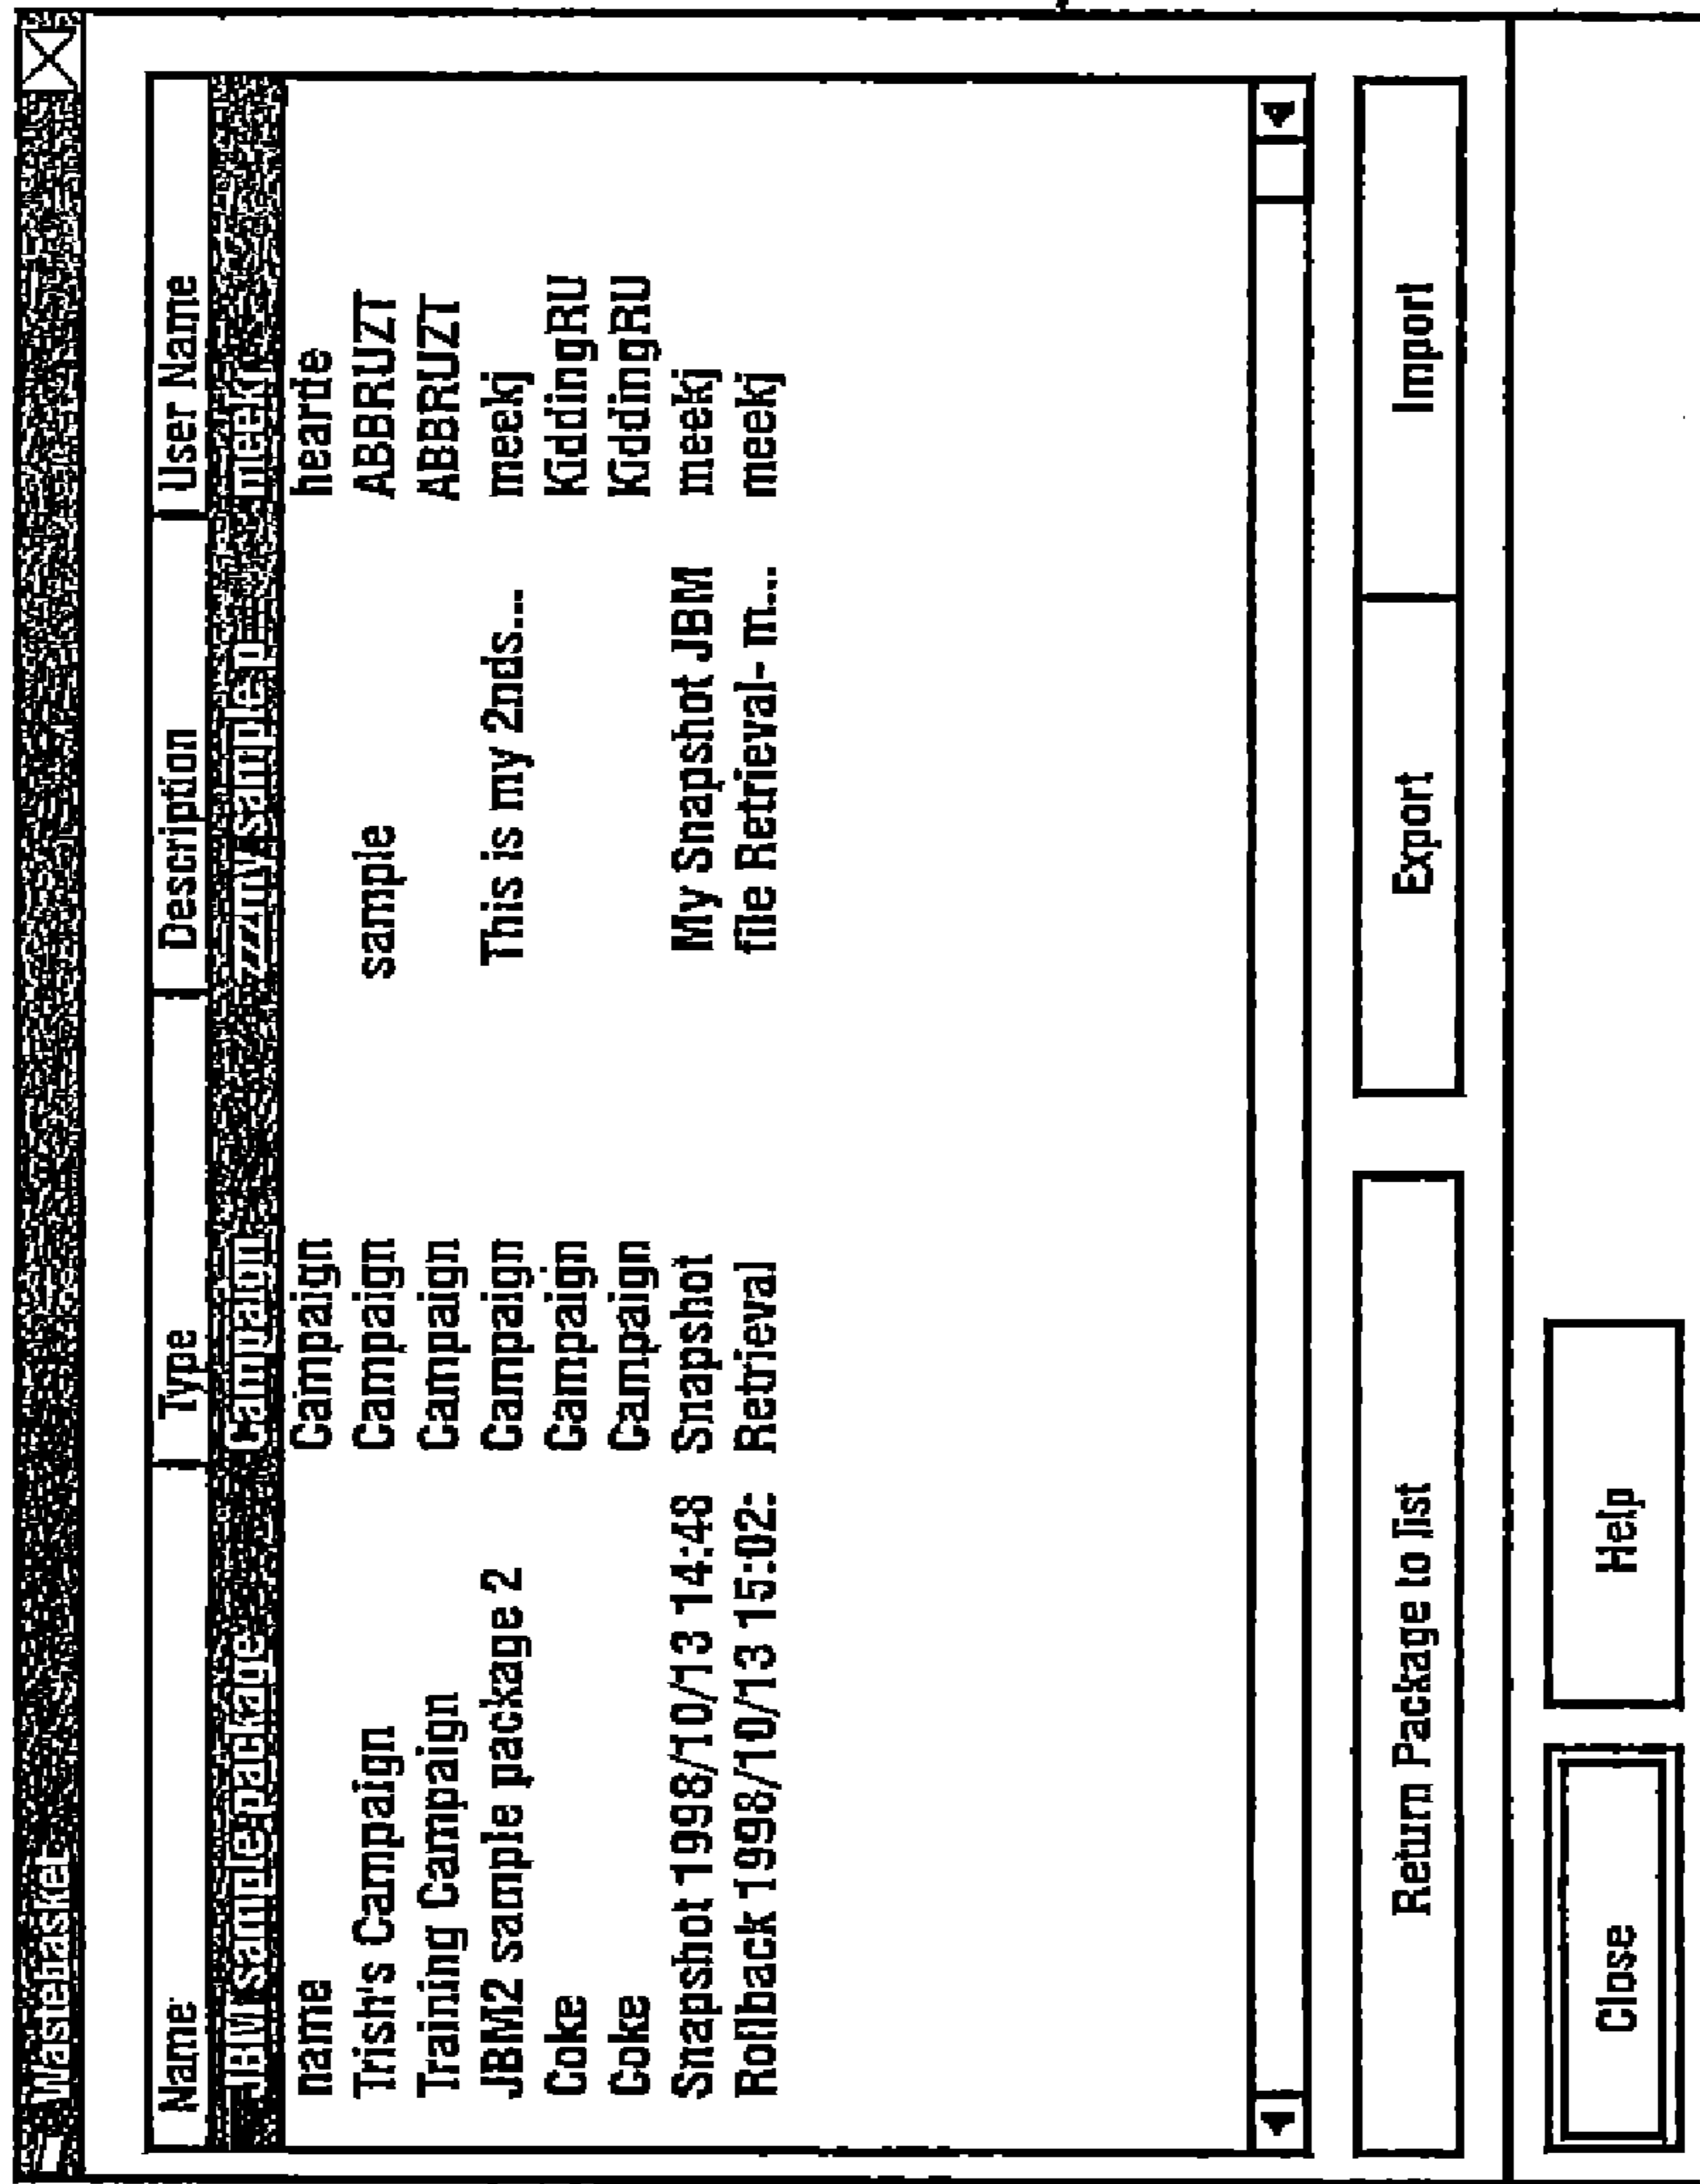 Wastebasket
Name Type Description User Name
JBM sample package Campaign my sample p... meekj
name Campaign hearde
Trish's Campaign Campaign sample ABBRUZT
Training Campaign Campaign ABBRUZT
JBM2 sample package 2 Campaign This is my 2nds... meekj
Coke Campaign KiddingRU
Coke Campaign KiddingRU
Snapshot 1998/10/13 14:48 Snapshot My Snapshot JBM meekj
Rollback 1998/10/13 15:02: Retrieval file Retrieval- m... meekj
Return Package to list Export Import
Close Help